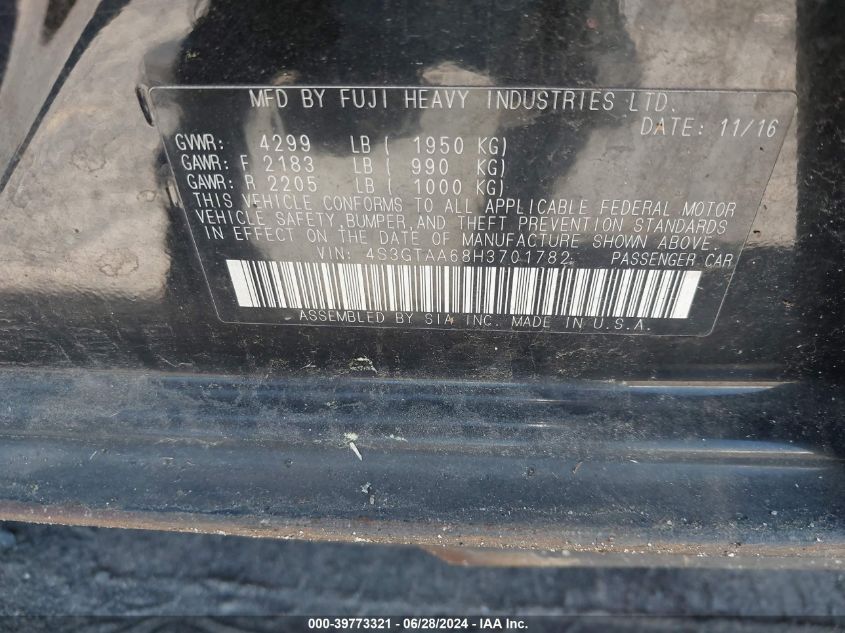 MFD BY FUJI HEAVY INDUSTRIES LTD.
DATE: 11/16
GVWR: 4299 LB ( 1950 KG)
GAWR: F 2183 LB ( 990 KG)
GAWR: R 2205 LB ( 1000 KG)
THIS VEHICLE CONFORMS TO ALL APPLICABLE FEDERAL MOTOR
VEHICLE SAFETY, BUMPER, AND THEFT PREVENTION STANDARDS
IN EFFECT ON THE DATE OF MANUFACTURE SHOWN ABOVE.
VIN: 4S3GTAA68H3701782 PASSENGER CAR
ASSEMBLED BY SIA INC. MADE IN U.S.A.
000-39773321 / 06/28/2024 - IAA Inc.